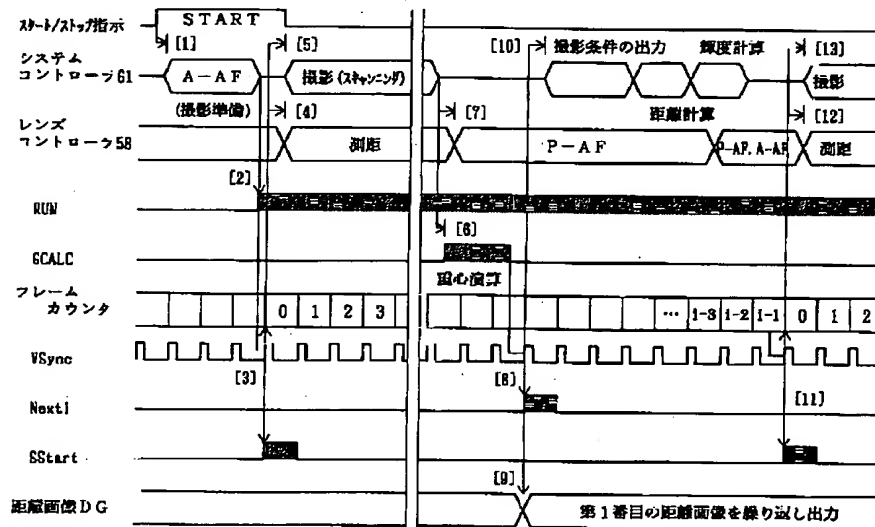 スタート/ストップ指示 START
[1] [5] [10] 撮影条件の出力 輝度計算 [13]
システム
コントローラ61 A-AF 撮影(スキャンニング) 撮影
(撮影準備) [4] [7] 距離計算 [12]
レンズ
コントローラ58 測距 P-AF P-AF, A-AF 測距
[2]
RUN
[6]
GCALC
重心演算
フレーム
カウンタ 0 1 2 3 … i-3 i-2 i-1 0 1 2
VSync
[3] [8] [11]
NextI
SStart
[9]
距離画像DG 第1番目の距離画像を繰り返し出力